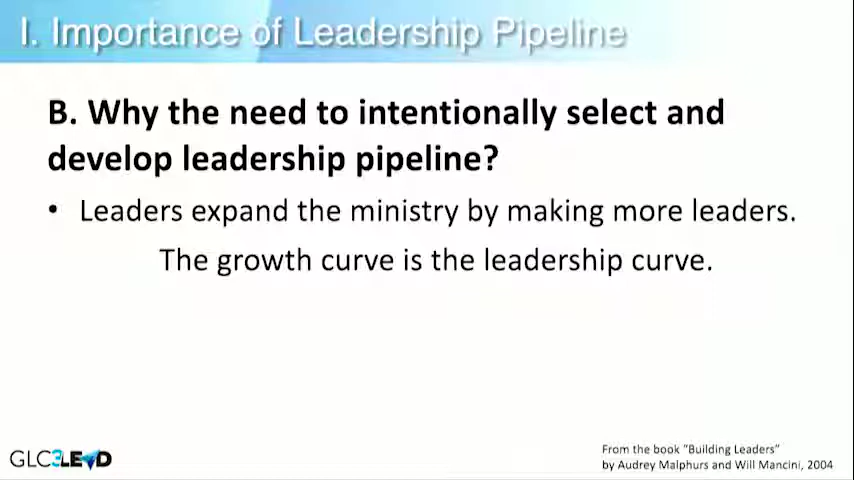 I. Importance of Leadership Pipeline
B. Why the need to intentionally select and
develop leadership pipeline?
• Leaders expand the ministry by making more leaders.
The growth curve is the leadership curve.
From the book “Building Leaders”
by Audrey Malphurs and Will Mancini, 2004